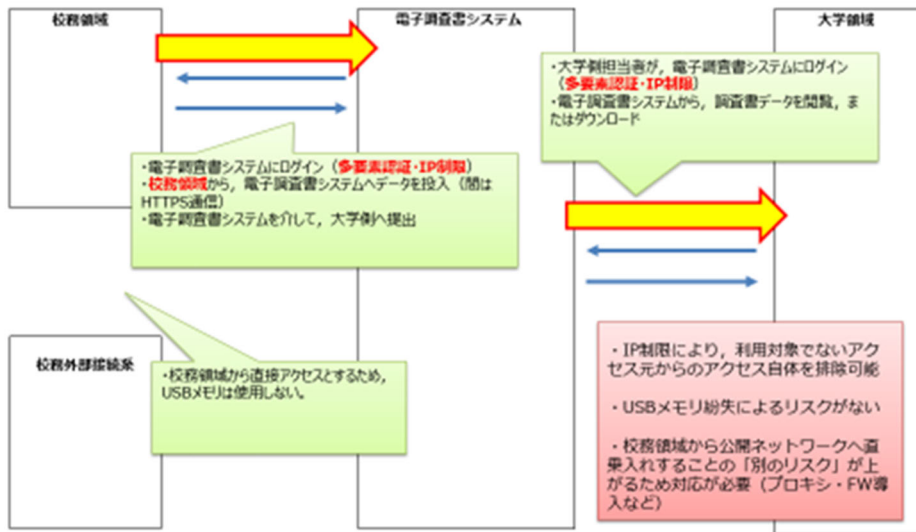 校務領域
電子調査書システム
大学領域
・大学側担当者が，電子調査書システムにログイン
（多要素認証・IP制限）
・電子調査書システムから，調査書データを閲覧，ま
たはダウンロード
・電子調査書システムにログイン（多要素認証・IP制限）
・校務領域から，電子調査書システムへデータを投入（間は
HTTPS通信）
・電子調査書システムを介して，大学側へ提出
校務外部接続系
・校務領域から直接アクセスとするため，
USBメモリは使用しない。
・IP制限により，利用対象でないアク
セス元からのアクセス自体を排除可能
・USBメモリ紛失によるリスクがない
・校務領域から公開ネットワークへ直
乗入れすることの「別のリスク」が上
がるため対応が必要（プロキシ・FW導
入など）